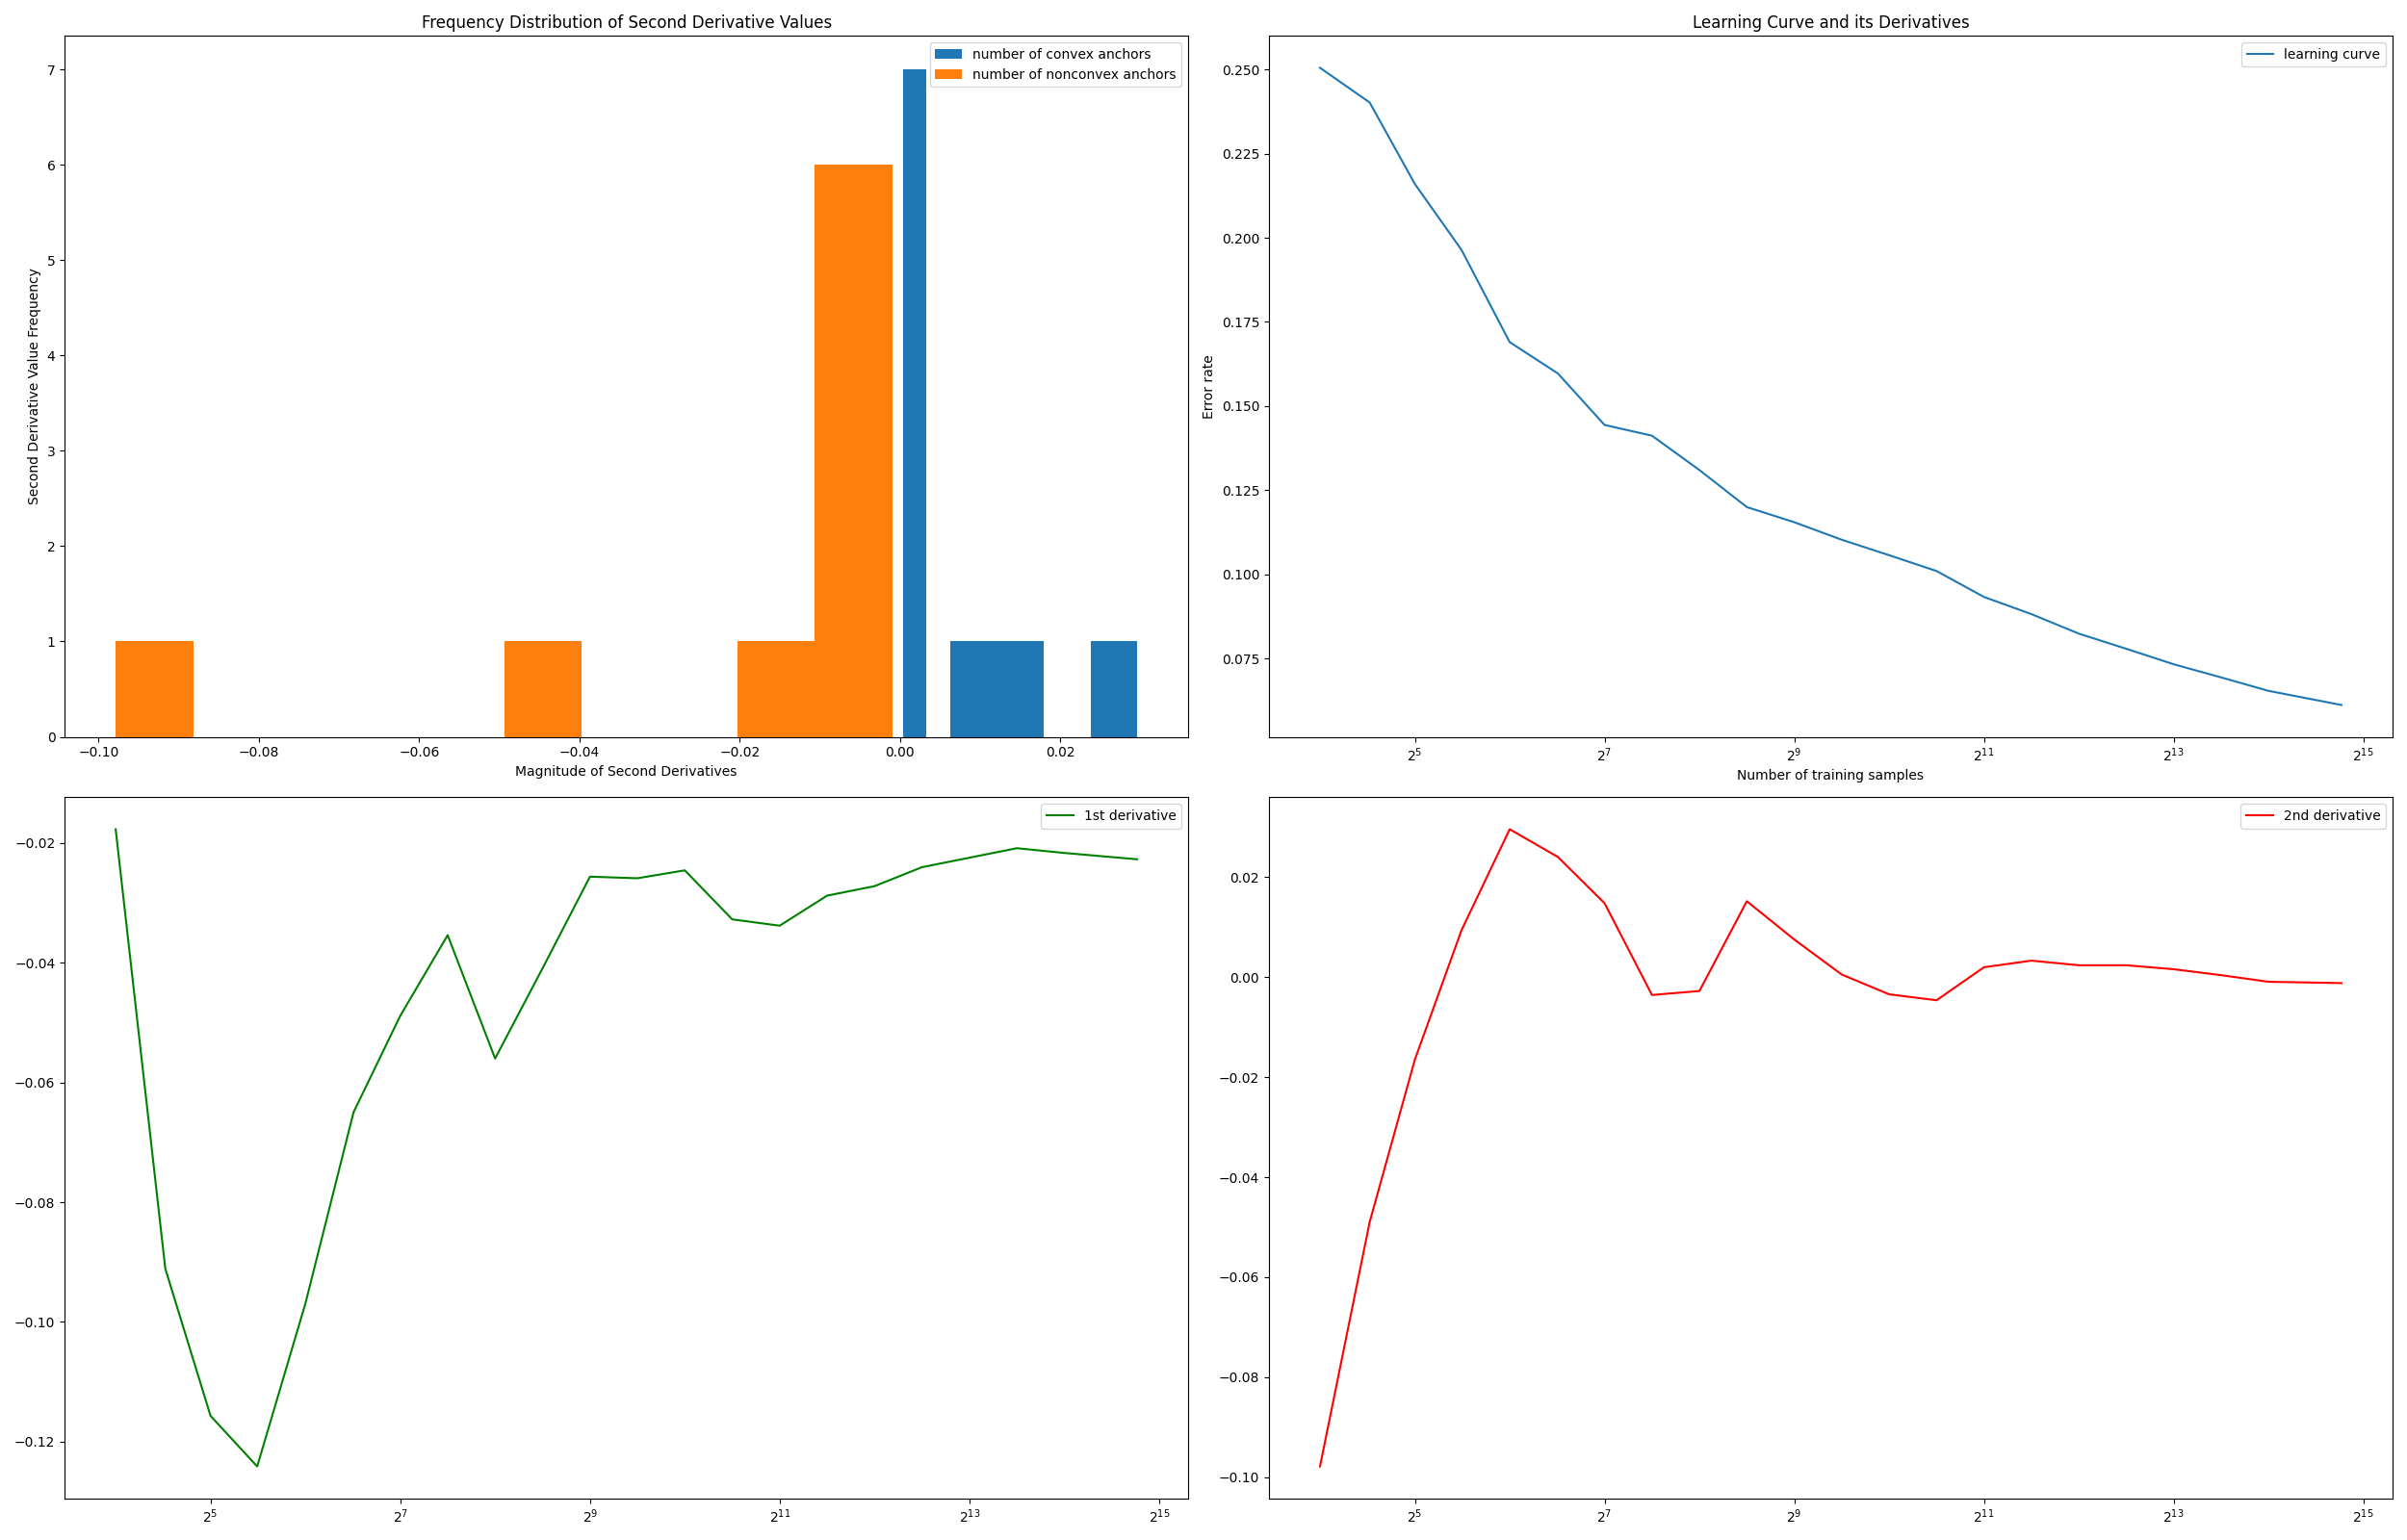 Frequency Distribution of Second Derivative Values
number of convex anchors
number of nonconvex anchors
7
6
5
4
3
2
1
0
Second Derivative Value Frequency
−0.10 −0.08 −0.06 −0.04 −0.02 0.00 0.02
Magnitude of Second Derivatives
Learning Curve and its Derivatives
learning curve
0.250
0.225
0.200
0.175
0.150
0.125
0.100
0.075
Error rate
2^5 2^7 2^9 2^11 2^13 2^15
Number of training samples
1st derivative
−0.02
−0.04
−0.06
−0.08
−0.10
−0.12
2^5 2^7 2^9 2^11 2^13 2^15
2nd derivative
0.02
0.00
−0.02
−0.04
−0.06
−0.08
−0.10
2^5 2^7 2^9 2^11 2^13 2^15